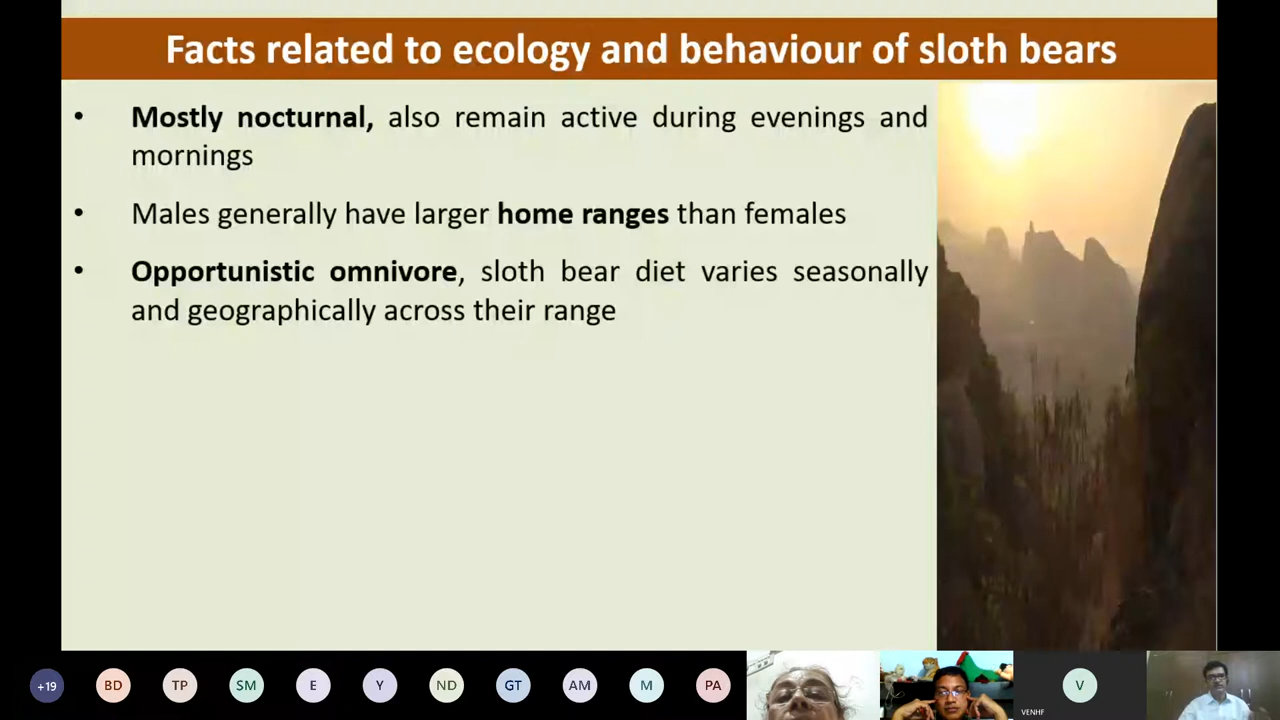 Facts related to ecology and behaviour of sloth bears
• Mostly nocturnal, also remain active during evenings and
mornings
• Males generally have larger home ranges than females
• Opportunistic omnivore, sloth bear diet varies seasonally
and geographically across their range
+19 BD TP SM E Y ND GT AM M PA V
VENHF